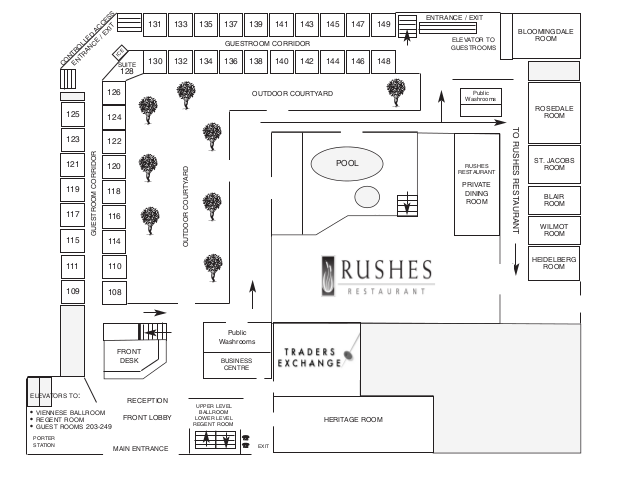 CONTROLLED ACCESS
ENTRANCE / EXIT
131 133 135 137 139 141 143 145 147 149
ENTRANCE / EXIT
BLOOMINGDALE
ROOM
GUESTROOM CORRIDOR
ELEVATOR TO
GUESTROOMS
SUITE
128
130 132 134 136 138 140 142 144 146 148
126
124
122
120
118
116
114
110
108
125
123
121
119
117
115
111
109
GUESTROOM CORRIDOR
OUTDOOR COURTYARD
OUTDOOR COURTYARD
Public
Washrooms
ROSEDALE
ROOM
TO RUSHES RESTAURANT
POOL
RUSHES
RESTAURANT
PRIVATE
DINING
ROOM
ST. JACOBS
ROOM
BLAIR
ROOM
WILMOT
ROOM
HEIDELBERG
ROOM
RUSHES
RESTAURANT
FRONT
DESK
Public
Washrooms
BUSINESS
CENTRE
TRADERS
EXCHANGE
ELEVATORS TO:
• VIENNESE BALLROOM
• REGENT ROOM
• GUEST ROOMS 203-249
PORTER
STATION
RECEPTION
FRONT LOBBY
MAIN ENTRANCE
UPPER LEVEL
BALLROOM
LOWER LEVEL
REGENT ROOM
EXIT
HERITAGE ROOM